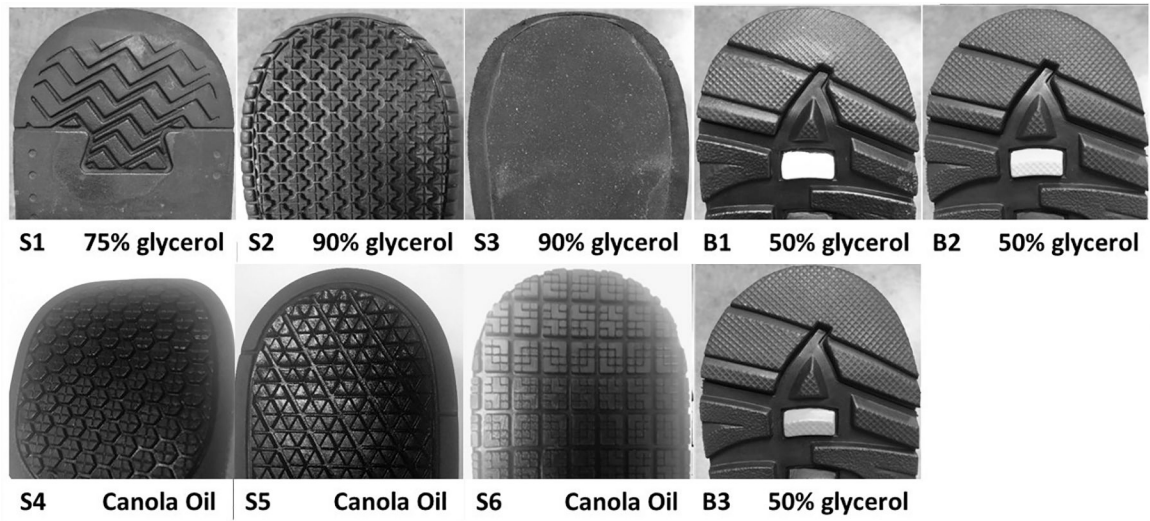 S1 75% glycerol S2 90% glycerol S3 90% glycerol B1 50% glycerol B2 50% glycerol
S4 Canola Oil S5 Canola Oil S6 Canola Oil B3 50% glycerol